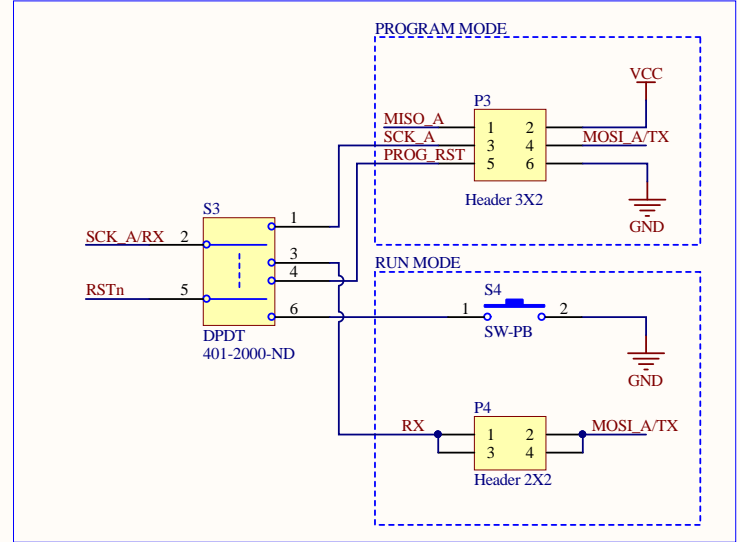 PROGRAM MODE
VCC
P3
MISO_A 1 2
SCK_A 3 4 MOSI_A/TX
PROG_RST 5 6
Header 3X2
GND
S3
1
SCK_A/RX 2
3
4
RSTn 5
6
DPDT
401-2000-ND
RUN MODE
S4
1 2
SW-PB
GND
P4
RX 1 2 MOSI_A/TX
3 4
Header 2X2